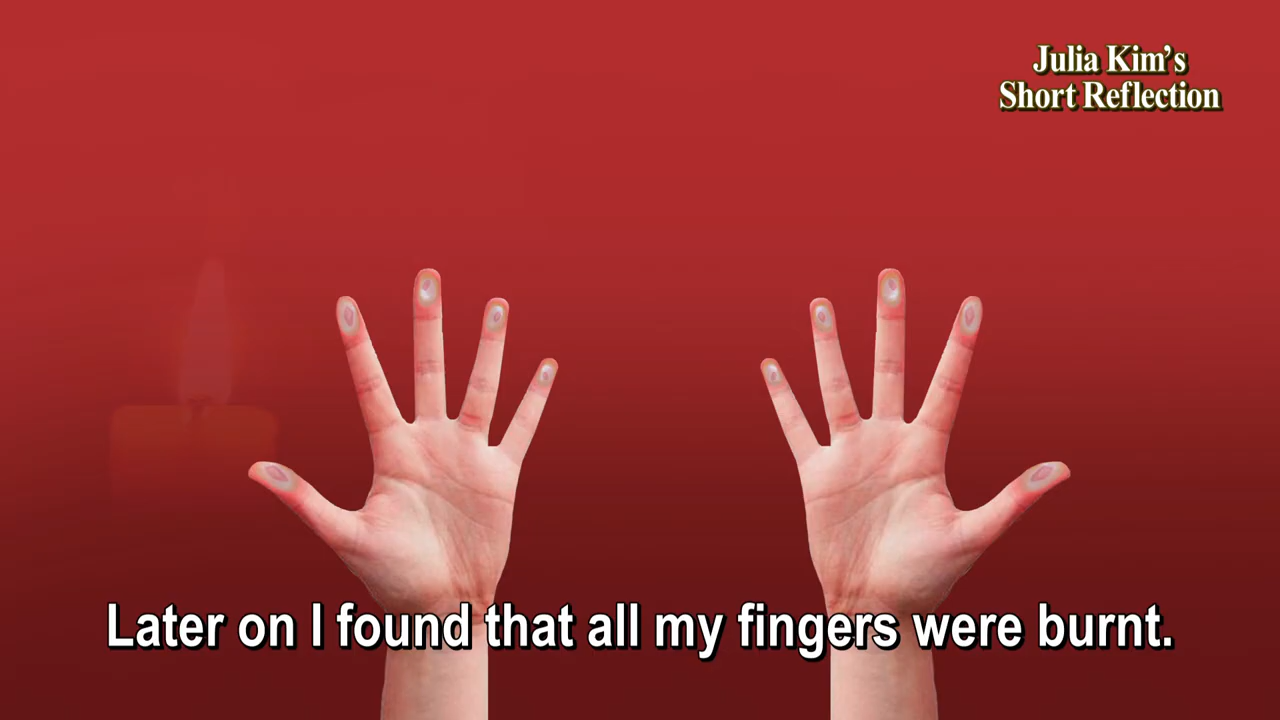 Julia Kim’s
Short Reflection
Later on I found that all my fingers were burnt.